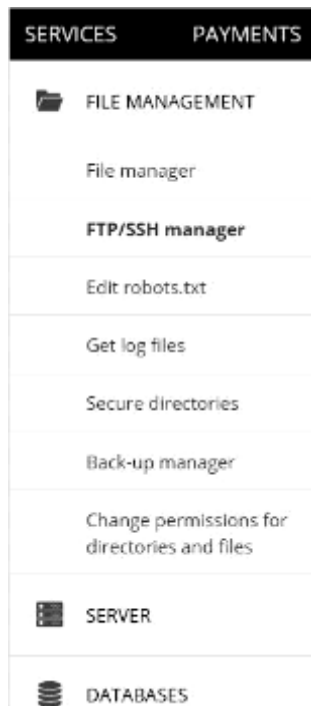 SERVICES PAYMENTS
FILE MANAGEMENT
File manager
FTP/SSH manager
Edit robots.txt
Get log files
Secure directories
Back-up manager
Change permissions for
directories and files
SERVER
DATABASES